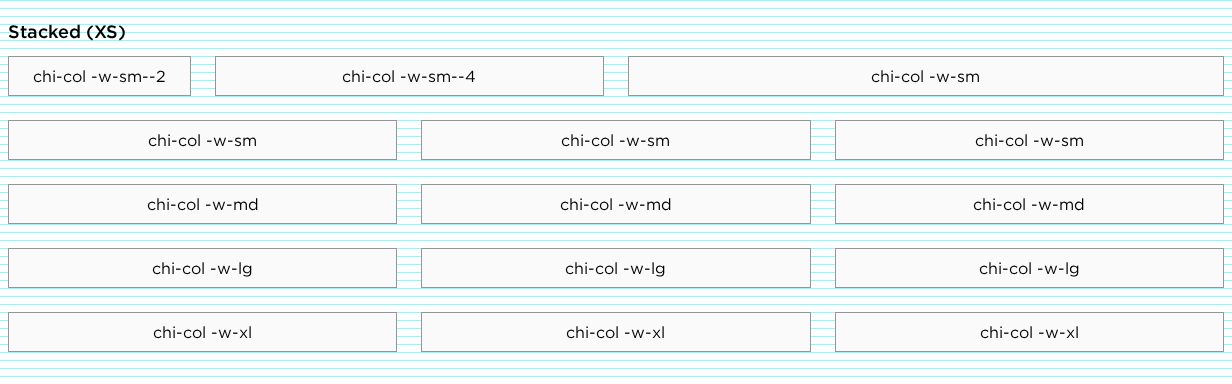 Stacked (XS)
chi-col -w-sm--2 chi-col -w-sm--4 chi-col -w-sm
chi-col -w-sm chi-col -w-sm chi-col -w-sm
chi-col -w-md chi-col -w-md chi-col -w-md
chi-col -w-lg chi-col -w-lg chi-col -w-lg
chi-col -w-xl chi-col -w-xl chi-col -w-xl